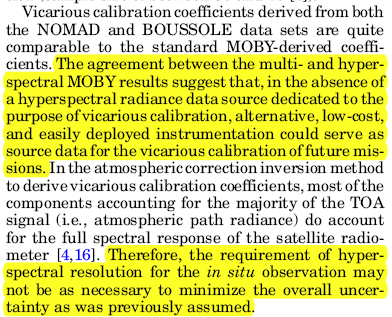 Vicarious calibration coefficients derived from both
the NOMAD and BOUSSOLE data sets are quite
comparable to the standard MOBY-derived coeffi-
cients. The agreement between the multi- and hyper-
spectral MOBY results suggest that, in the absence of
a hyperspectral radiance data source dedicated to the
purpose of vicarious calibration, alternative, low-cost,
and easily deployed instrumentation could serve as
source data for the vicarious calibration of future mis-
sions. In the atmospheric correction inversion method
to derive vicarious calibration coefficients, most of the
components accounting for the majority of the TOA
signal (i.e., atmospheric path radiance) do account
for the full spectral response of the satellite radio-
meter [4,16]. Therefore, the requirement of hyper-
spectral resolution for the in situ observation may
not be as necessary to minimize the overall uncer-
tainty as was previously assumed.